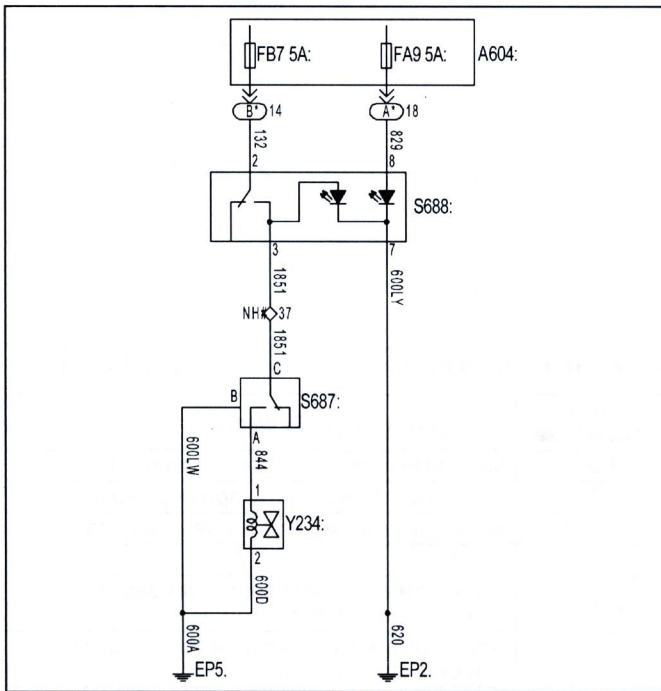 FB7 5A:
FA9 5A:
A604:
B*
14
A*
18
132
829
2
8
S688:
3
7
1851
600LY
NH#
37
1851
C
B
S687:
A
600LW
844
1
Y234:
2
600D
600A
620
EP5.
EP2.